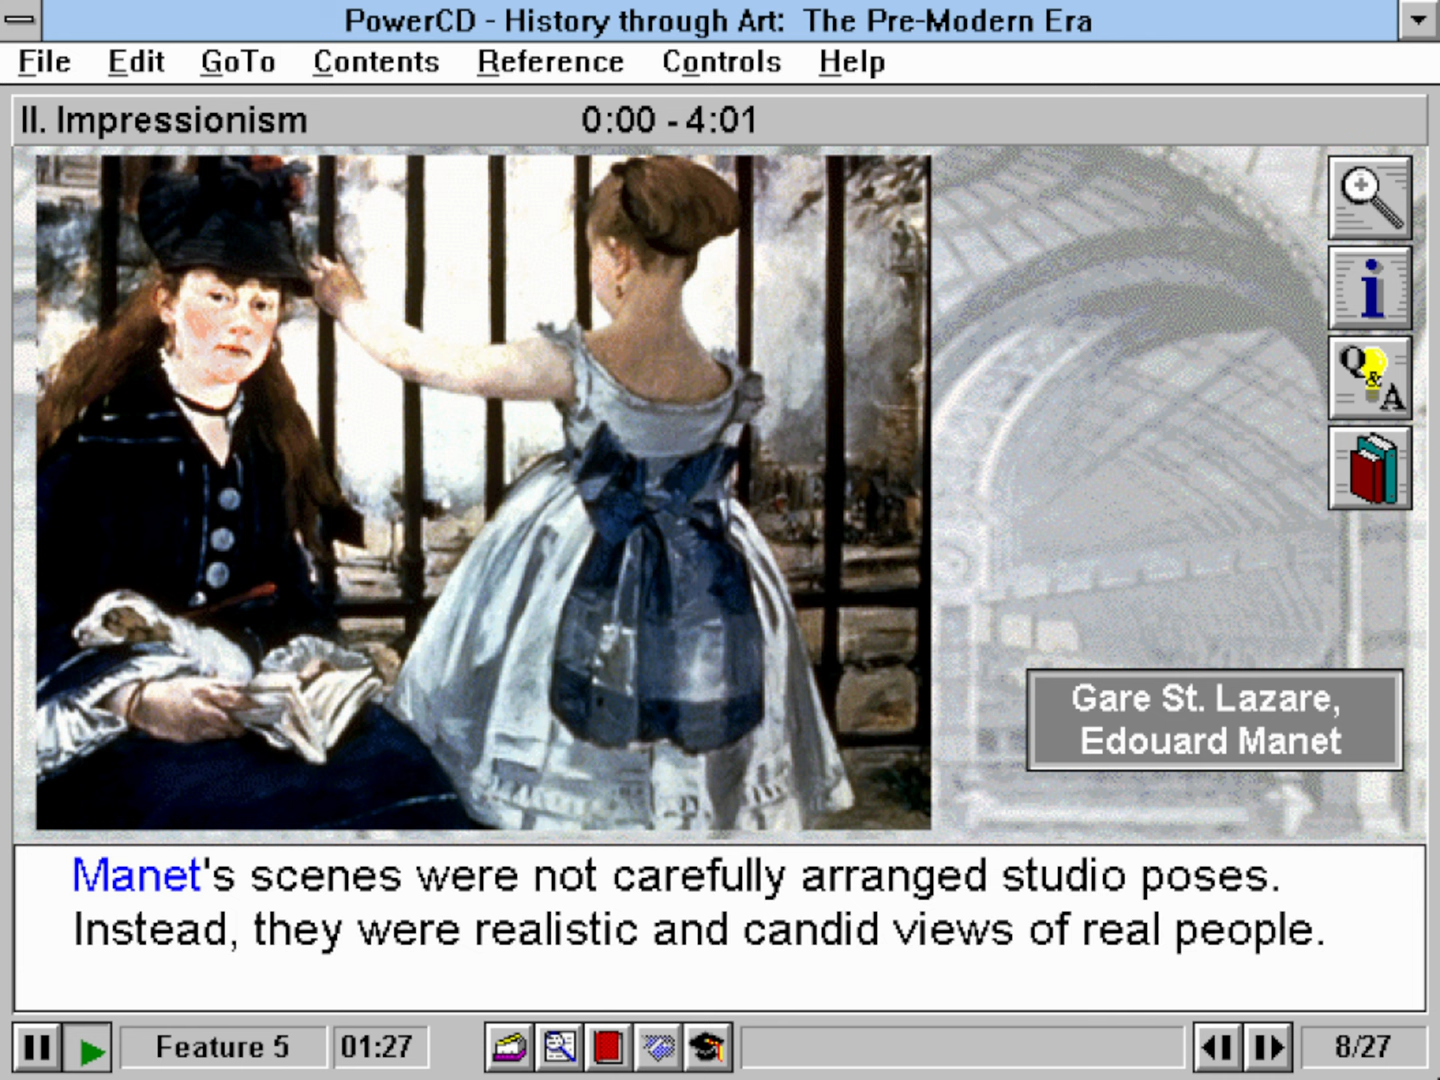 PowerCD - History through Art:  The Pre-Modern Era
File Edit GoTo Contents Reference Controls Help
II. Impressionism 0:00 - 4:01
Q&A
Gare St. Lazare,
Edouard Manet
Manet's scenes were not carefully arranged studio poses.
Instead, they were realistic and candid views of real people.
Feature 5 01:27 8/27